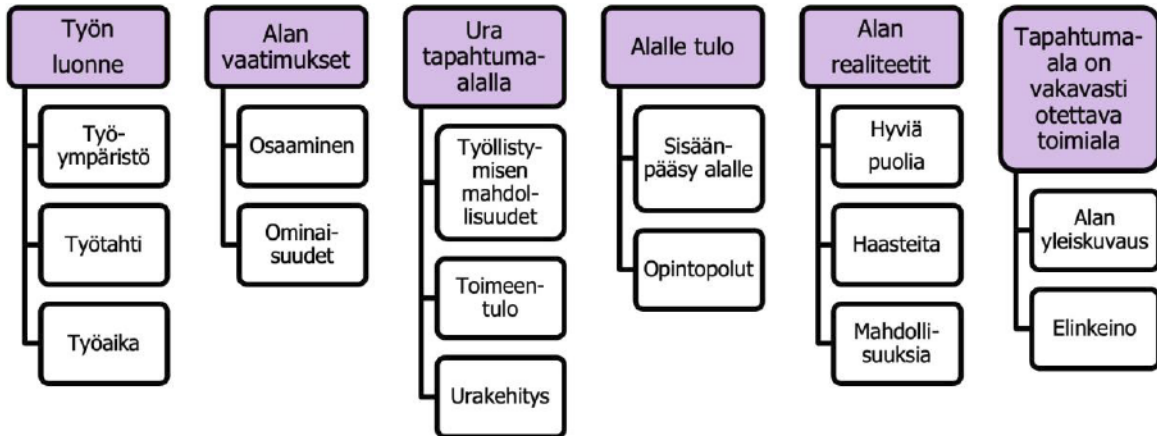 Työn
luonne
Työ-
ympäristö
Työtahti
Työaika
Alan
vaatimukset
Osaaminen
Ominai-
suudet
Ura
tapahtuma-
alalla
Työllisty-
misen
mahdol-
lisuudet
Toimeen-
tulo
Urakehitys
Alalle tulo
Sisään-
pääsy alalle
Opintopolut
Alan
realiteetit
Hyviä
puolia
Haasteita
Mahdolli-
suuksia
Tapahtuma-
ala on
vakavasti
otettava
toimiala
Alan
yleiskuvaus
Elinkeino